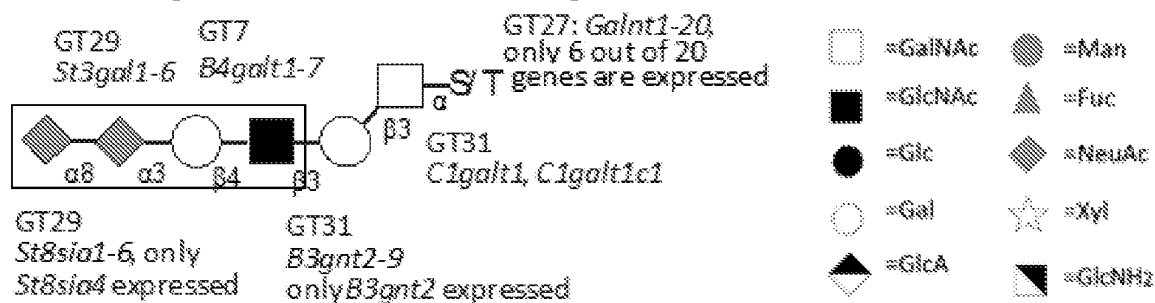 GT29
St3gal1-6
GT7
B4galt1-7
GT27: Galnt1-20,
only 6 out of 20
genes are expressed
S/T
α
β3
GT31
C1galt1, C1galt1c1
α8
α3
β4
β3
GT29
St8sia1-6, only
St8sia4 expressed
GT31
B3gnt2-9
only B3gnt2 expressed
=GalNAc
=GlcNAc
=Glc
=Gal
=GlcA
=Man
=Fuc
=NeuAc
=Xyl
=GlcNH2